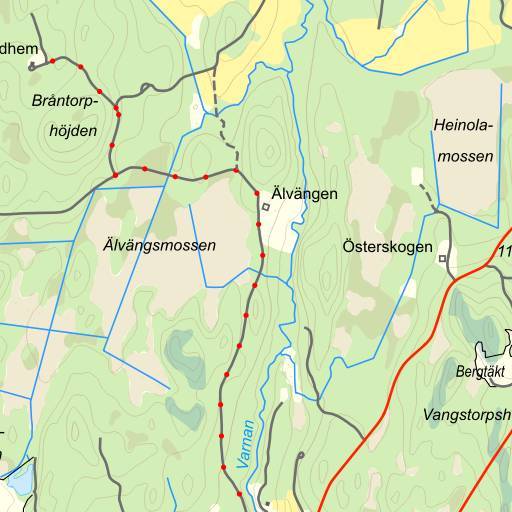 dhem
Bråntorp-
höjden
Heinola-
mossen
Älvängen
Älvängsmossen
Österskogen
11
Bergtäkt
Vangstorpsh
Varnan